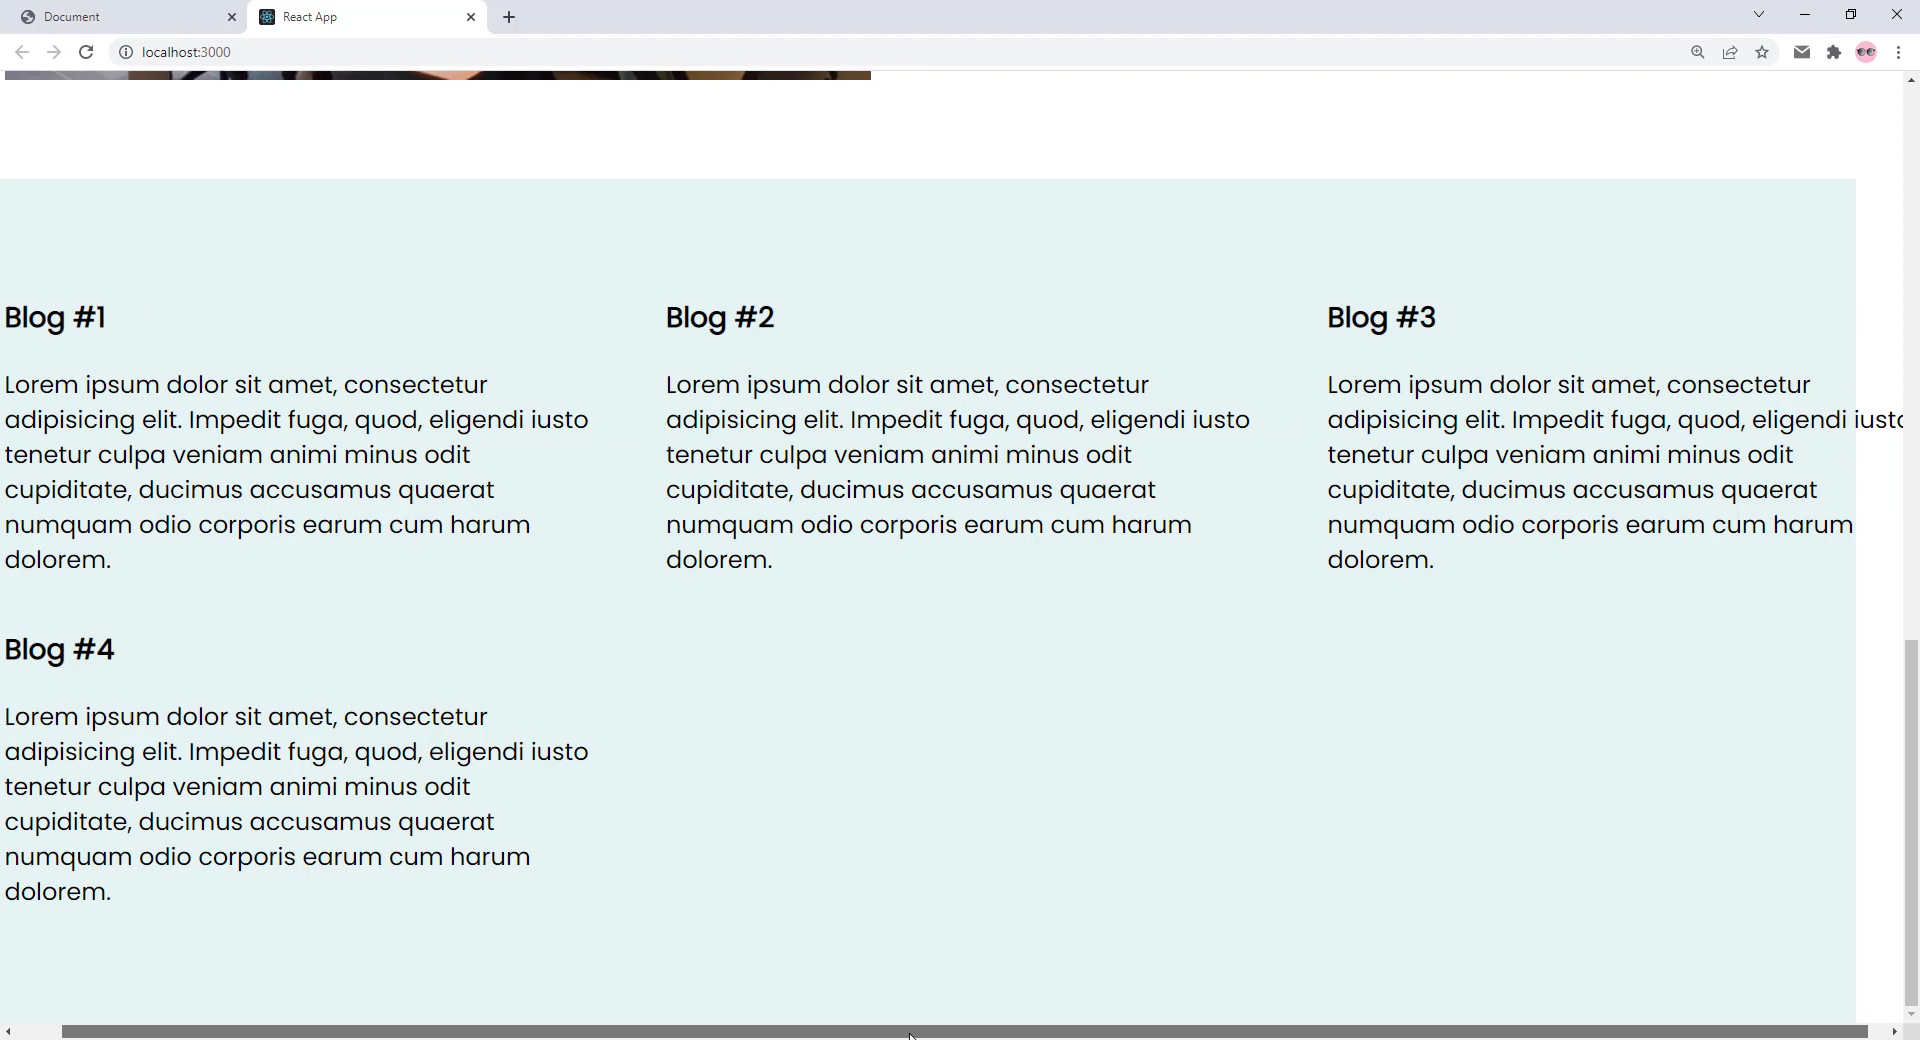 Document
React App
localhost:3000
Blog #1
Lorem ipsum dolor sit amet, consectetur
adipisicing elit. Impedit fuga, quod, eligendi iusto
tenetur culpa veniam animi minus odit
cupiditate, ducimus accusamus quaerat
numquam odio corporis earum cum harum
dolorem.
Blog #2
Lorem ipsum dolor sit amet, consectetur
adipisicing elit. Impedit fuga, quod, eligendi iusto
tenetur culpa veniam animi minus odit
cupiditate, ducimus accusamus quaerat
numquam odio corporis earum cum harum
dolorem.
Blog #3
Lorem ipsum dolor sit amet, consectetur
adipisicing elit. Impedit fuga, quod, eligendi iusto
tenetur culpa veniam animi minus odit
cupiditate, ducimus accusamus quaerat
numquam odio corporis earum cum harum
dolorem.
Blog #4
Lorem ipsum dolor sit amet, consectetur
adipisicing elit. Impedit fuga, quod, eligendi iusto
tenetur culpa veniam animi minus odit
cupiditate, ducimus accusamus quaerat
numquam odio corporis earum cum harum
dolorem.